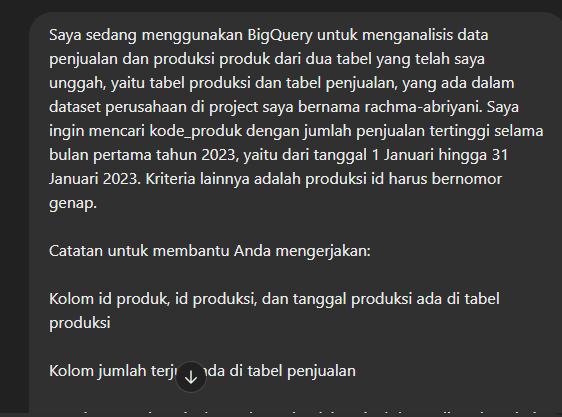 Saya sedang menggunakan BigQuery untuk menganalisis data
penjualan dan produksi produk dari dua tabel yang telah saya
unggah, yaitu tabel produksi dan tabel penjualan, yang ada dalam
dataset perusahaan di project saya bernama rachma-abriyani. Saya
ingin mencari kode_produk dengan jumlah penjualan tertinggi selama
bulan pertama tahun 2023, yaitu dari tanggal 1 Januari hingga 31
Januari 2023. Kriteria lainnya adalah produksi id harus bernomor
genap.
Catatan untuk membantu Anda mengerjakan:
Kolom id produk, id produksi, dan tanggal produksi ada di tabel
produksi
Kolom jumlah di tabel penjualan